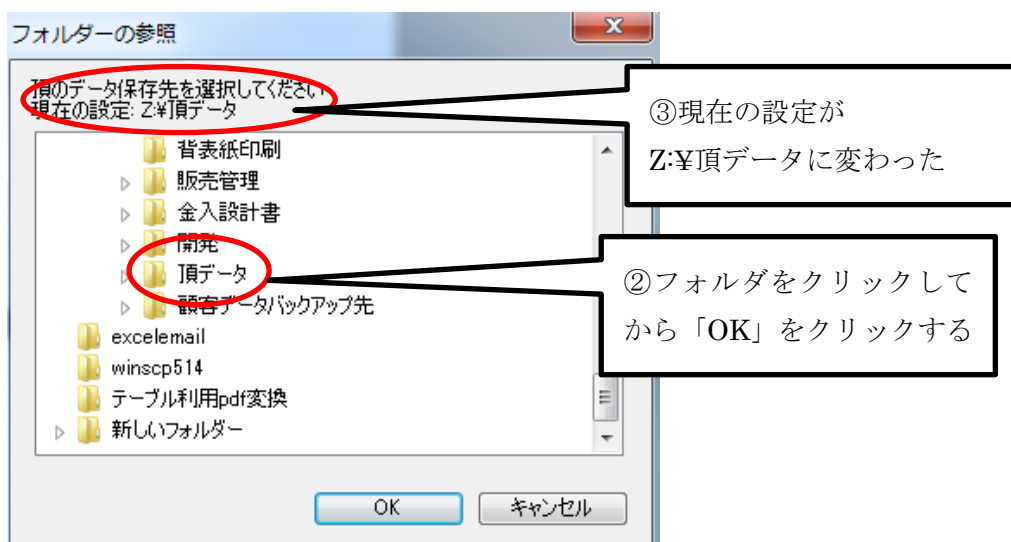 フォルダーの参照
頂のデータ保存先を選択してください
現在の設定: Z:¥頂データ
③現在の設定が
Z:¥頂データに変わった
背表紙印刷
販売管理
金入設計書
開発
頂データ
顧客データバックアップ先
②フォルダをクリックして
から「OK」をクリックする
excelemail
winscp514
テーブル利用pdf変換
新しいフォルダー
OK
キャンセル